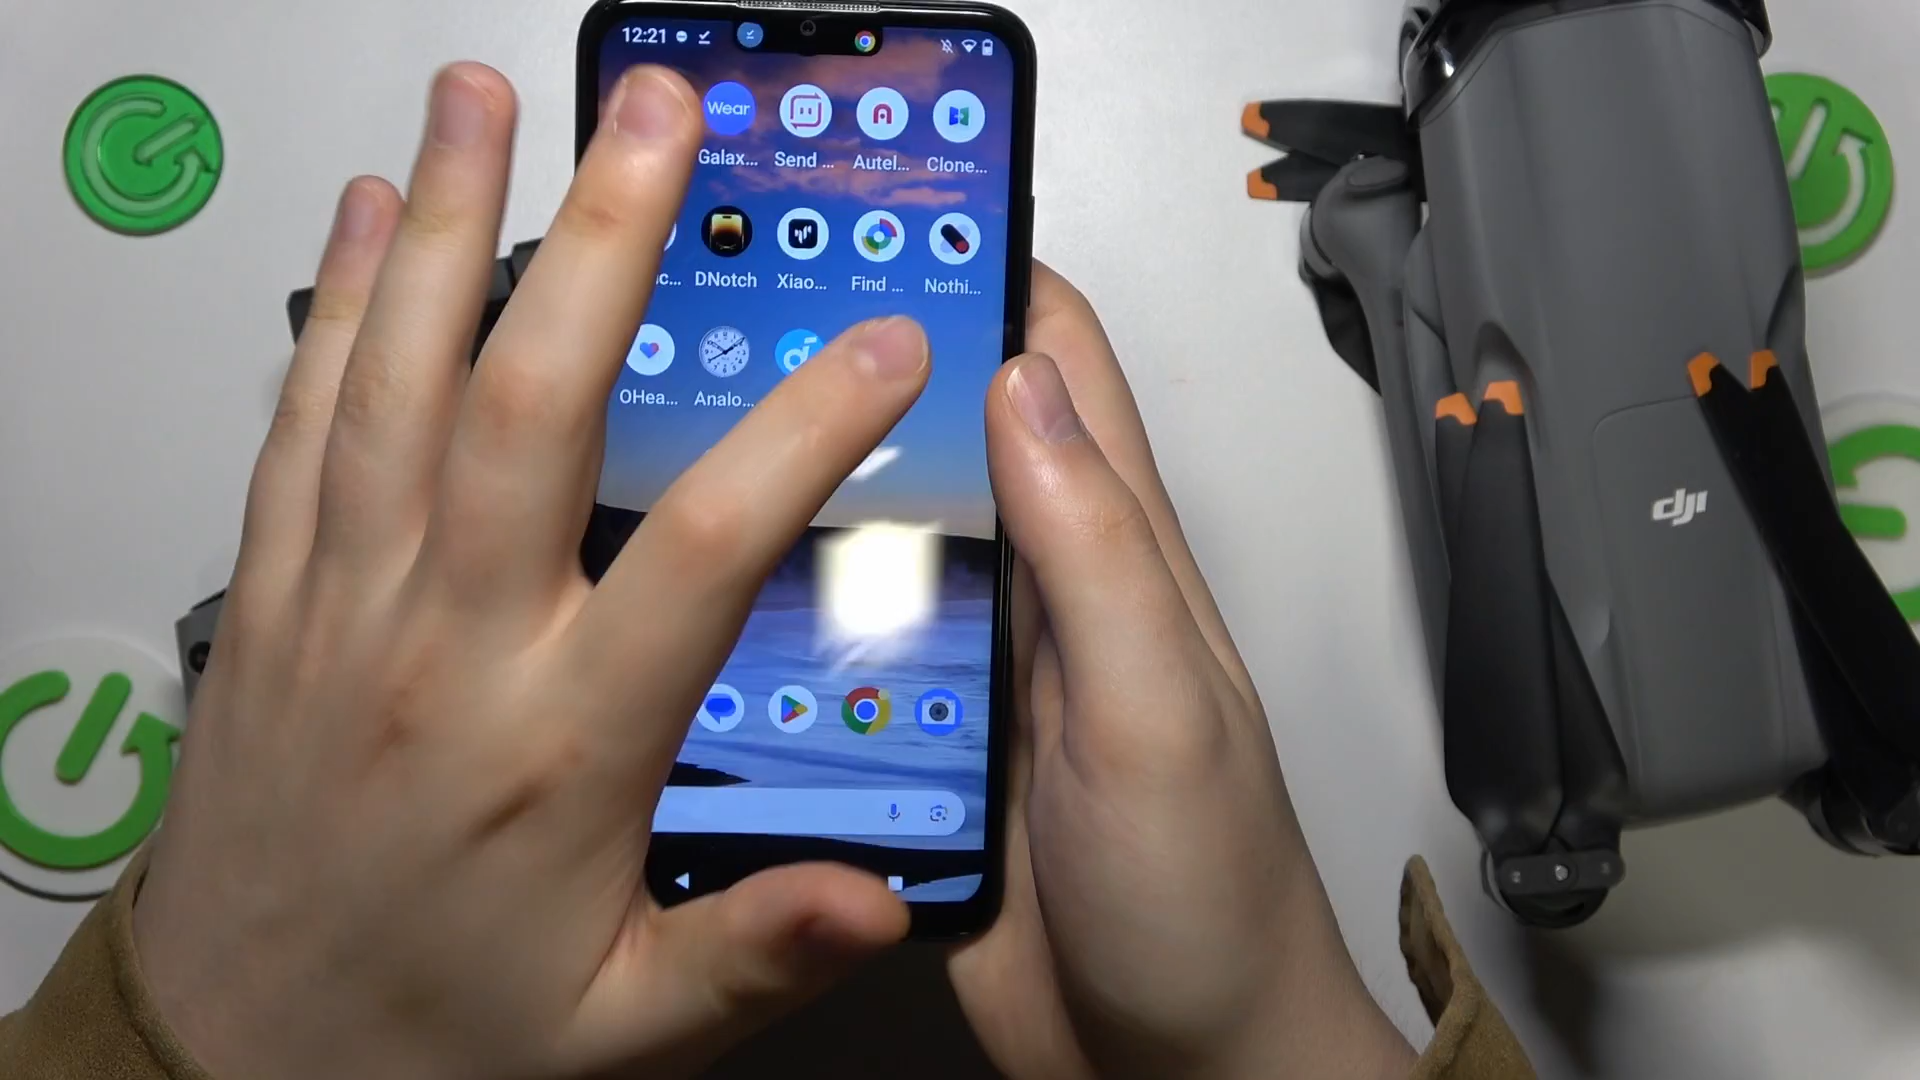 12:21
Wear
Galax... Send ... Autel... Clone...
DNotch Xiao... Find ... Nothi...
OHea... Analo...
dji